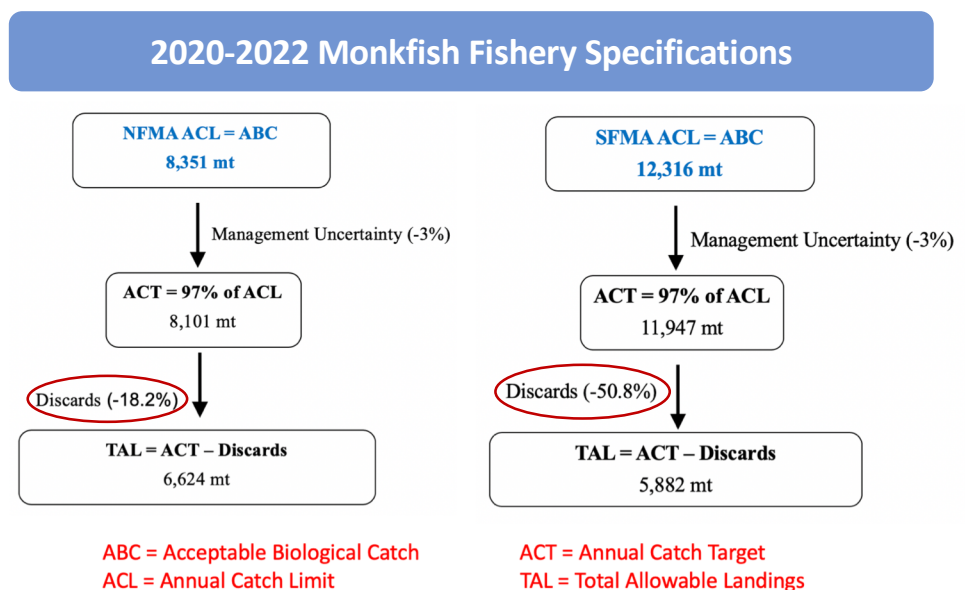 2020-2022 Monkfish Fishery Specifications
NFMA ACL = ABC
8,351 mt
Management Uncertainty (-3%)
ACT = 97% of ACL
8,101 mt
Discards (-18.2%)
TAL = ACT – Discards
6,624 mt
SFMA ACL = ABC
12,316 mt
Management Uncertainty (-3%)
ACT = 97% of ACL
11,947 mt
Discards (-50.8%)
TAL = ACT – Discards
5,882 mt
ABC = Acceptable Biological Catch
ACL = Annual Catch Limit
ACT = Annual Catch Target
TAL = Total Allowable Landings